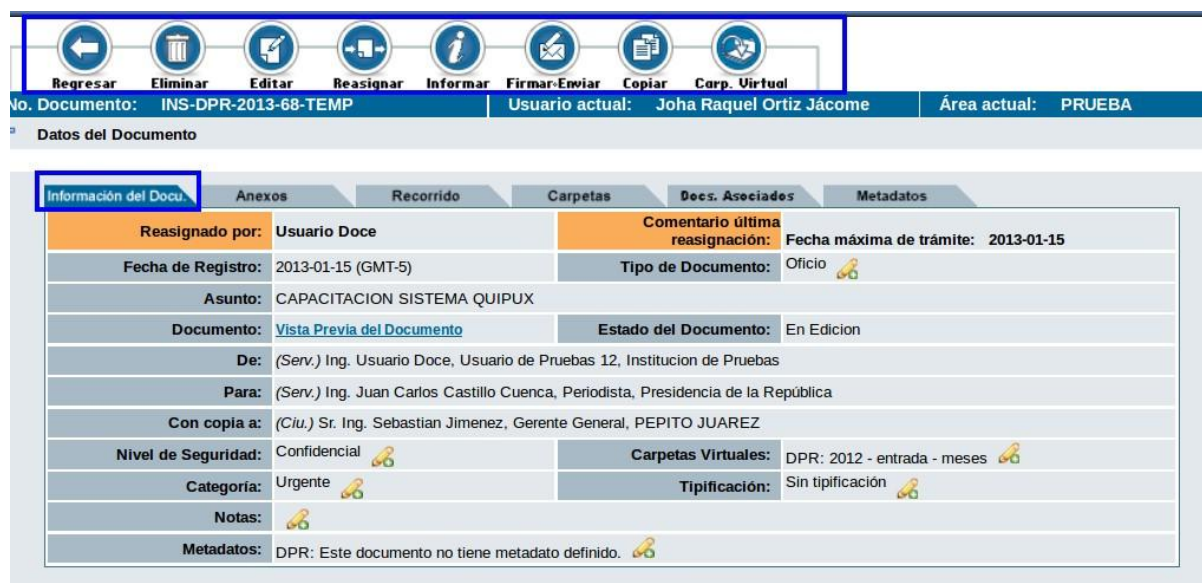 Regresar Eliminar Editar Reasignar Informar Firmar-Enviar Copiar Carp. Virtual
No. Documento: INS-DPR-2013-68-TEMP Usuario actual: Joha Raquel Ortiz Jácome Área actual: PRUEBA
Datos del Documento
Información del Docu. Anexos Recorrido Carpetas Docs. Asociados Metadatos
Reasignado por: Usuario Doce Comentario última reasignación: Fecha máxima de trámite: 2013-01-15
Fecha de Registro: 2013-01-15 (GMT-5) Tipo de Documento: Oficio
Asunto: CAPACITACION SISTEMA QUIPUX
Documento: Vista Previa del Documento Estado del Documento: En Edicion
De: (Serv.) Ing. Usuario Doce, Usuario de Pruebas 12, Institucion de Pruebas
Para: (Serv.) Ing. Juan Carlos Castillo Cuenca, Periodista, Presidencia de la República
Con copia a: (Ciu.) Sr. Ing. Sebastian Jimenez, Gerente General, PEPITO JUAREZ
Nivel de Seguridad: Confidencial Carpetas Virtuales: DPR: 2012 - entrada - meses
Categoría: Urgente Tipificación: Sin tipificación
Notas:
Metadatos: DPR: Este documento no tiene metadato definido.